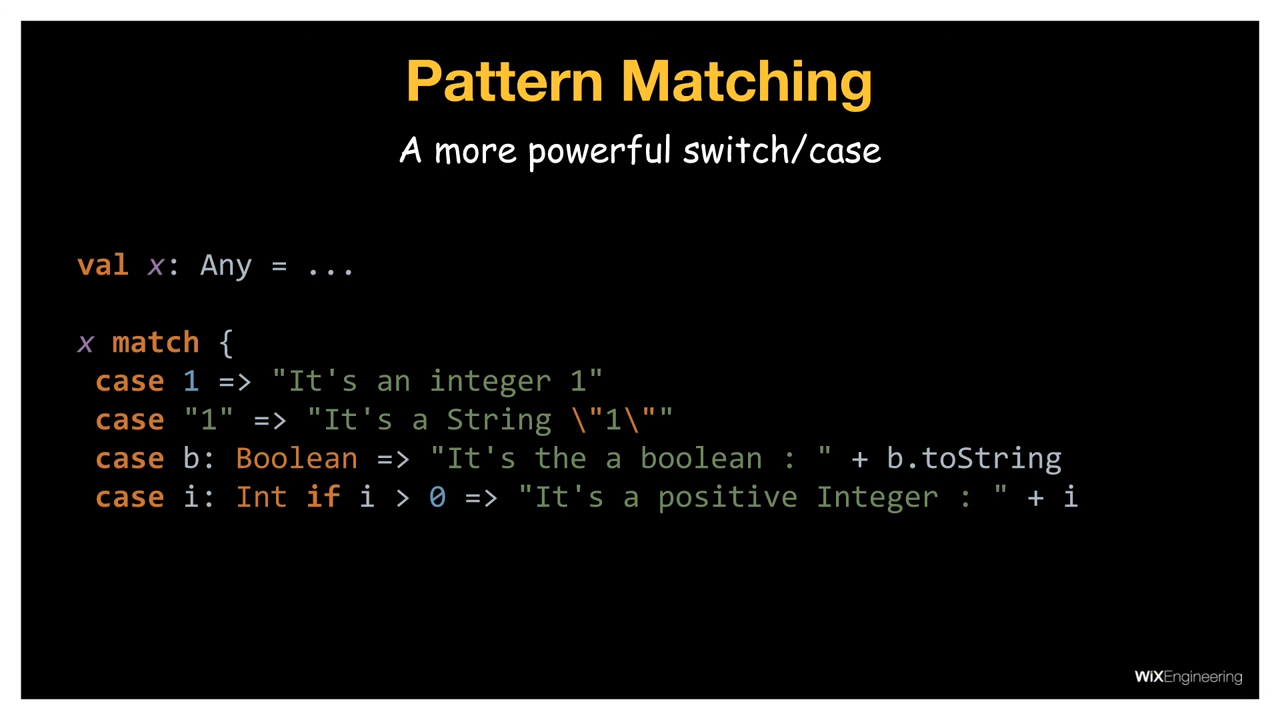 Pattern Matching
A more powerful switch/case
val x: Any = ...
x match {
case 1 => "It's an integer 1"
case "1" => "It's a String \"1\""
case b: Boolean => "It's the a boolean : " + b.toString
case i: Int if i > 0 => "It's a positive Integer : " + i
WiXEngineering